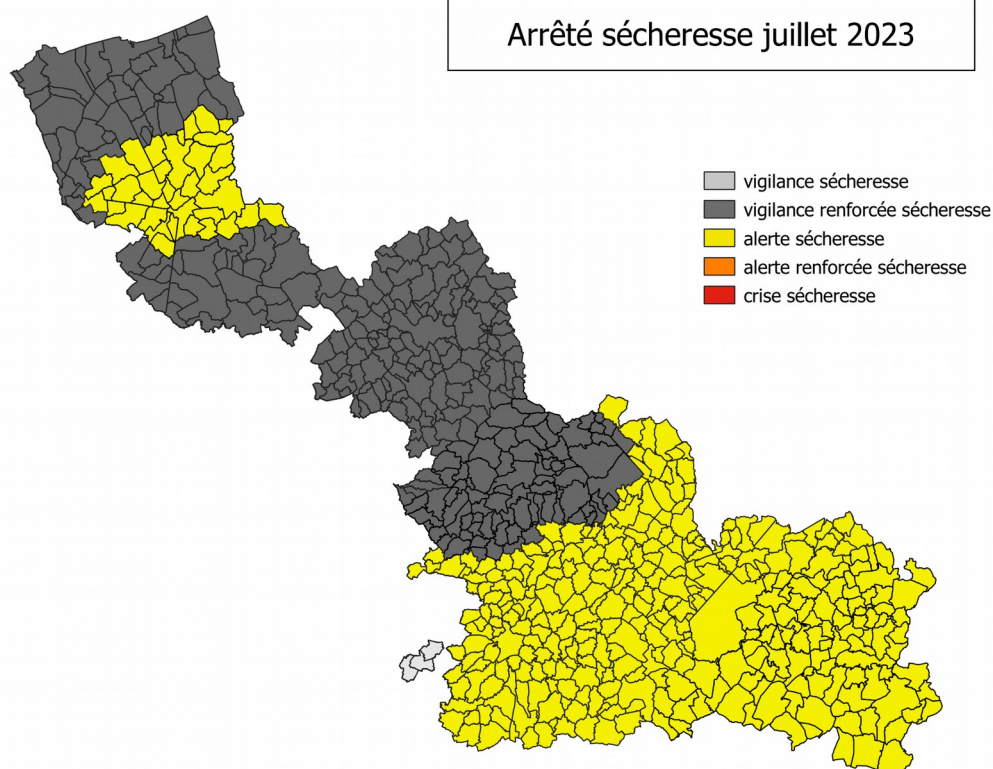 Arrêté sécheresse juillet 2023
vigilance sécheresse
vigilance renforcée sécheresse
alerte sécheresse
alerte renforcée sécheresse
crise sécheresse